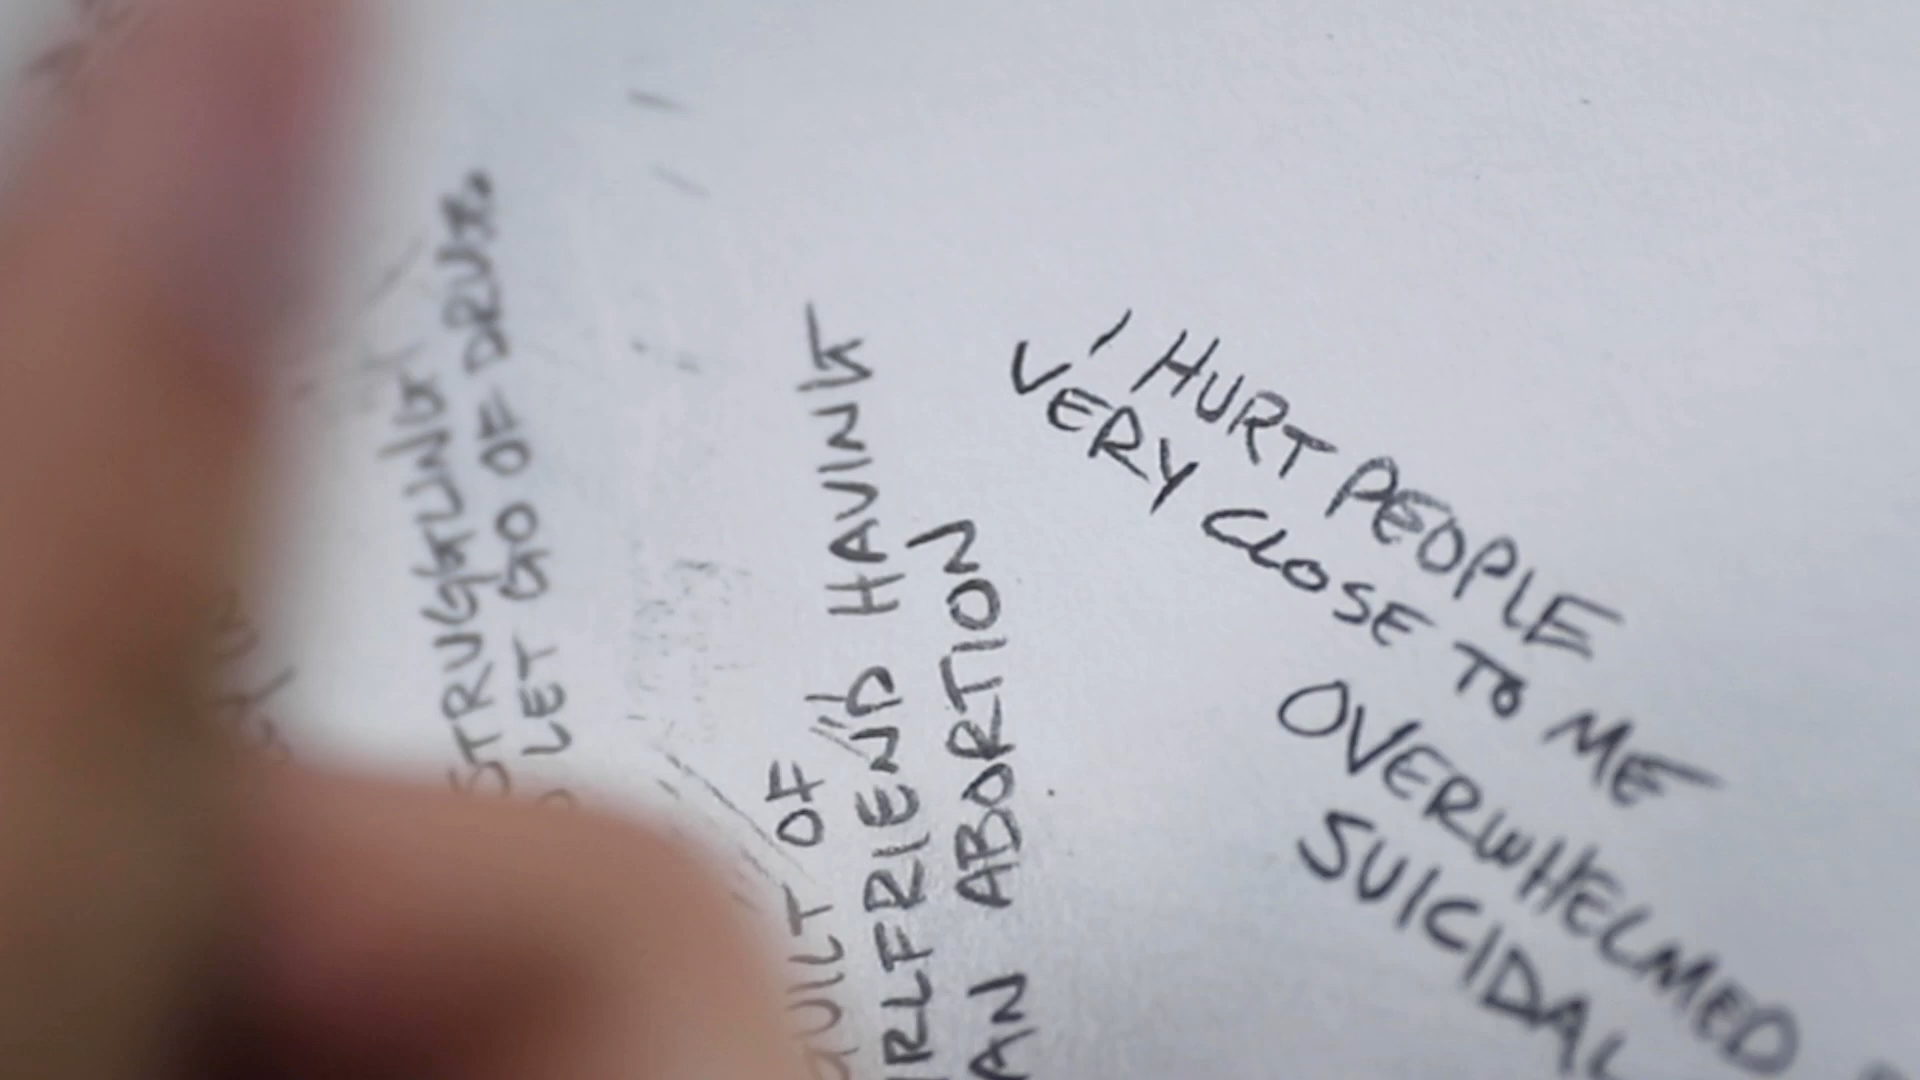 STRUGGLING
LET GO OF DRUGS.
GUILT OF
GIRLFRIEND HAVING
AN ABORTION
I HURT PEOPLE
VERY CLOSE TO ME
OVERWHELMED
SUICIDAL